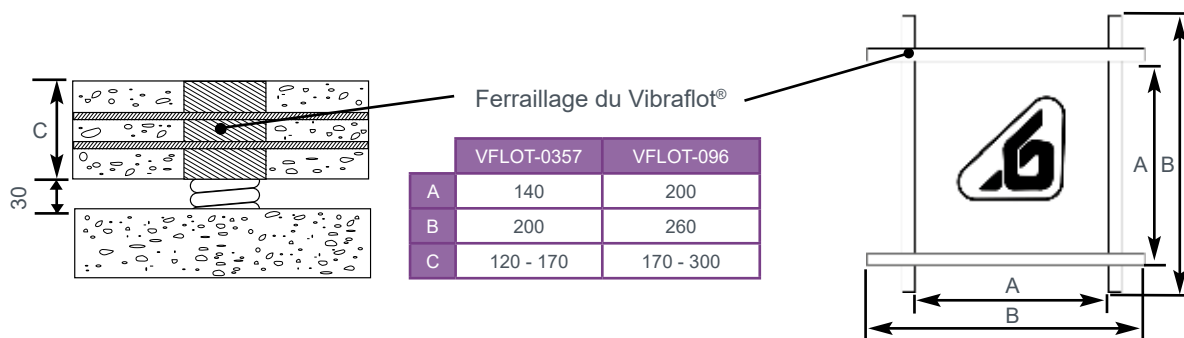 Ferraillage du Vibraflot®
C
30
VFLOT-0357 VFLOT-096
A 140 200
B 200 260
C 120 - 170 170 - 300
A B
A
B